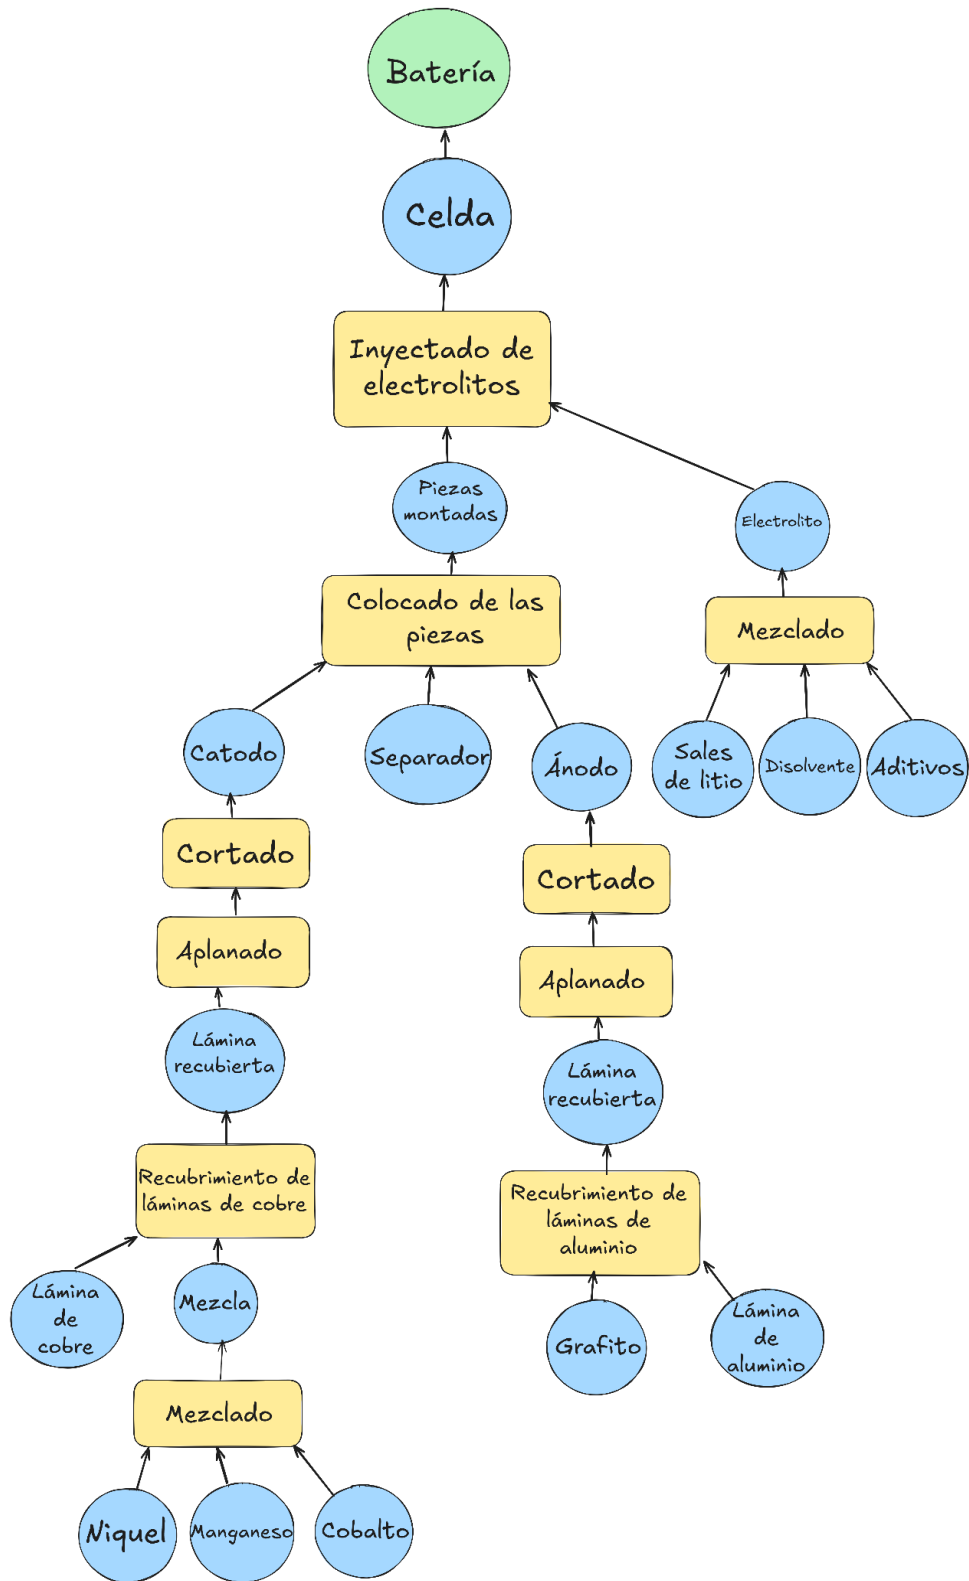 Batería
Celda
Inyectado de
electrolitos
Piezas
montadas
Electrolito
Colocado de las
piezas
Mezclado
Catodo
Separador
Ánodo
Sales
de litio
Disolvente
Aditivos
Cortado
Cortado
Aplanado
Aplanado
Lámina
recubierta
Lámina
recubierta
Recubrimiento de
láminas de cobre
Recubrimiento de
láminas de
aluminio
Lámina
de
cobre
Mezcla
Grafito
Lámina
de
aluminio
Mezclado
Niquel
Manganeso
Cobalto